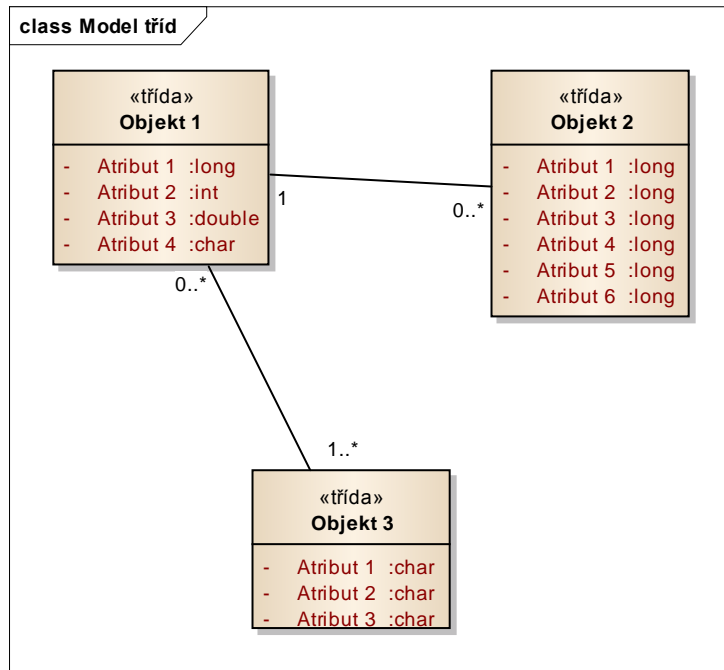 class Model tříd
«třída»
Objekt 1
- Atribut 1 :long
- Atribut 2 :int
- Atribut 3 :double
- Atribut 4 :char
«třída»
Objekt 2
- Atribut 1 :long
- Atribut 2 :long
- Atribut 3 :long
- Atribut 4 :long
- Atribut 5 :long
- Atribut 6 :long
1
0..*
0..*
1..*
«třída»
Objekt 3
- Atribut 1 :char
- Atribut 2 :char
- Atribut 3 :char